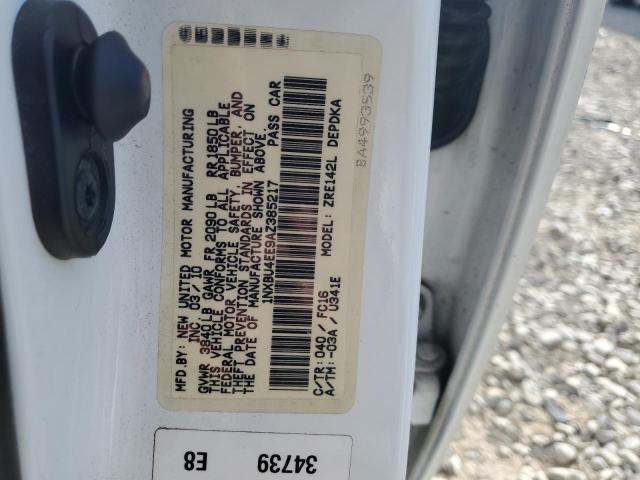 MFD.BY: NEW UNITED MOTOR MANUFACTURING
INC 03/10
GVWR 3840LB GAWR FR 2090LB RR 1850LB
THIS VEHICLE CONFORMS TO ALL APPLICABLE
FEDERAL MOTOR VEHICLE SAFETY, BUMPER, AND
THEFT PREVENTION STANDARDS IN EFFECT ON
THE DATE OF MANUFACTURE SHOWN ABOVE.
1NXBU4EE9AZ385217 PASS CAR
C/TR: 040 / FC16 MODEL: ZRE142L DEPDKA
A/TM: -03A / U341E
BA4993539
34739
E8